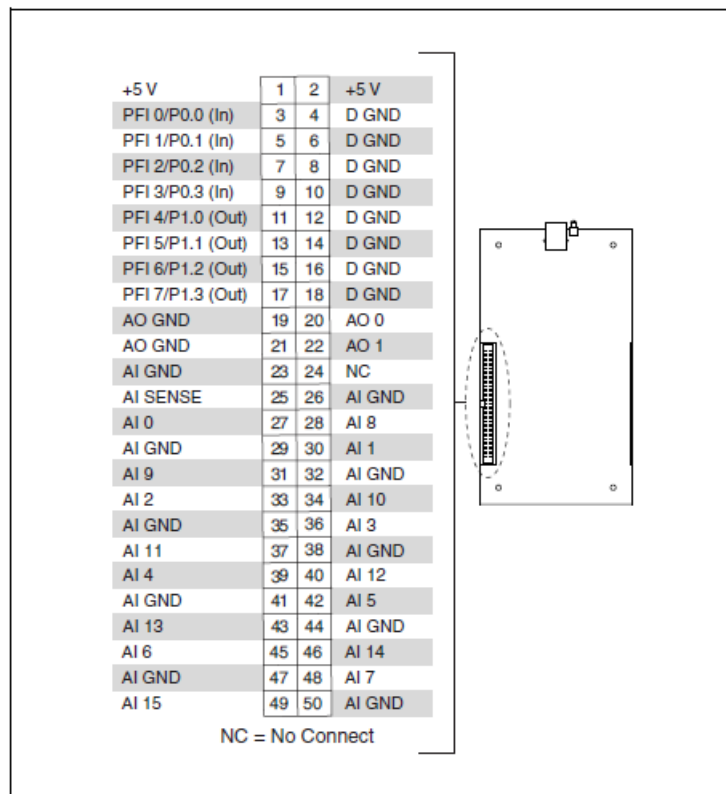 +5 V 1 2 +5 V
PFI 0/P0.0 (In) 3 4 D GND
PFI 1/P0.1 (In) 5 6 D GND
PFI 2/P0.2 (In) 7 8 D GND
PFI 3/P0.3 (In) 9 10 D GND
PFI 4/P1.0 (Out) 11 12 D GND
PFI 5/P1.1 (Out) 13 14 D GND
PFI 6/P1.2 (Out) 15 16 D GND
PFI 7/P1.3 (Out) 17 18 D GND
AO GND 19 20 AO 0
AO GND 21 22 AO 1
AI GND 23 24 NC
AI SENSE 25 26 AI GND
AI 0 27 28 AI 8
AI GND 29 30 AI 1
AI 9 31 32 AI GND
AI 2 33 34 AI 10
AI GND 35 36 AI 3
AI 11 37 38 AI GND
AI 4 39 40 AI 12
AI GND 41 42 AI 5
AI 13 43 44 AI GND
AI 6 45 46 AI 14
AI GND 47 48 AI 7
AI 15 49 50 AI GND
NC = No Connect